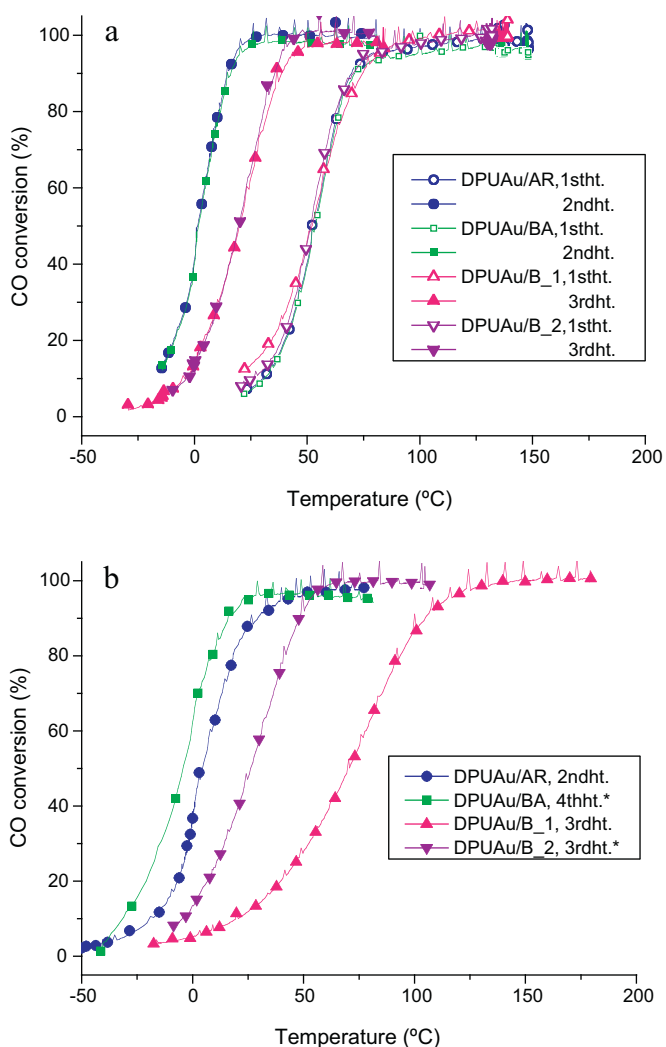 a
100
80
60
40
20
0
CO conversion (%)
DPUAu/AR,1stht.
2ndht.
DPUAu/BA,1stht.
2ndht.
DPUAu/B_1,1stht.
3rdht.
DPUAu/B_2,1stht.
3rdht.
-50 0 50 100 150 200
Temperature (ºC)
b
100
80
60
40
20
0
CO conversion (%)
DPUAu/AR, 2ndht.
DPUAu/BA, 4thht.*
DPUAu/B_1, 3rdht.
DPUAu/B_2, 3rdht.*
-50 0 50 100 150 200
Temperature (ºC)